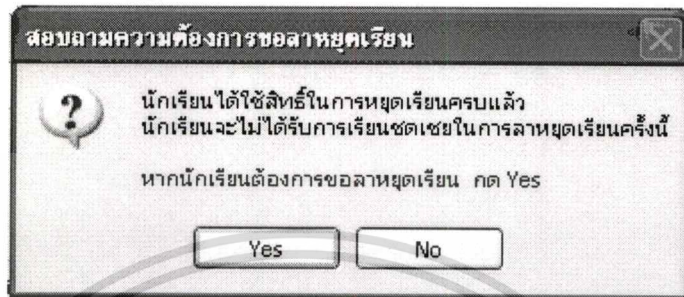 สอบถามความต้องการขอลาหยุดเรียน
นักเรียนได้ใช้สิทธิ์ในการหยุดเรียนครบแล้ว
นักเรียนจะไม่ได้รับการเรียนชดเชยในการลาหยุดเรียนครั้งนี้
หากนักเรียนต้องการขอลาหยุดเรียน กด Yes
Yes No